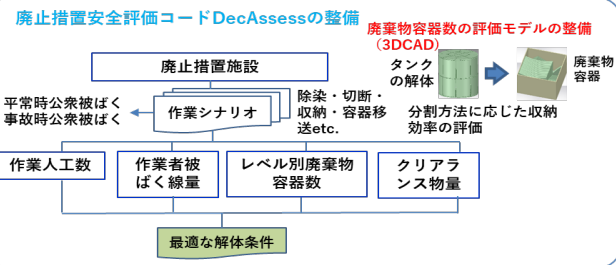 廃止措置安全評価コードDecAssessの整備
廃棄物容器数の評価モデルの整備
（3DCAD）
廃止措置施設
タンク
の解体
廃棄物
容器
平常時公衆被ばく
事故時公衆被ばく
作業シナリオ
除染・切断・
収納・容器移
送etc.
分割方法に応じた収納
効率の評価
作業人工数
作業者被
ばく線量
レベル別廃棄物
容器数
クリアラ
ンス物量
最適な解体条件